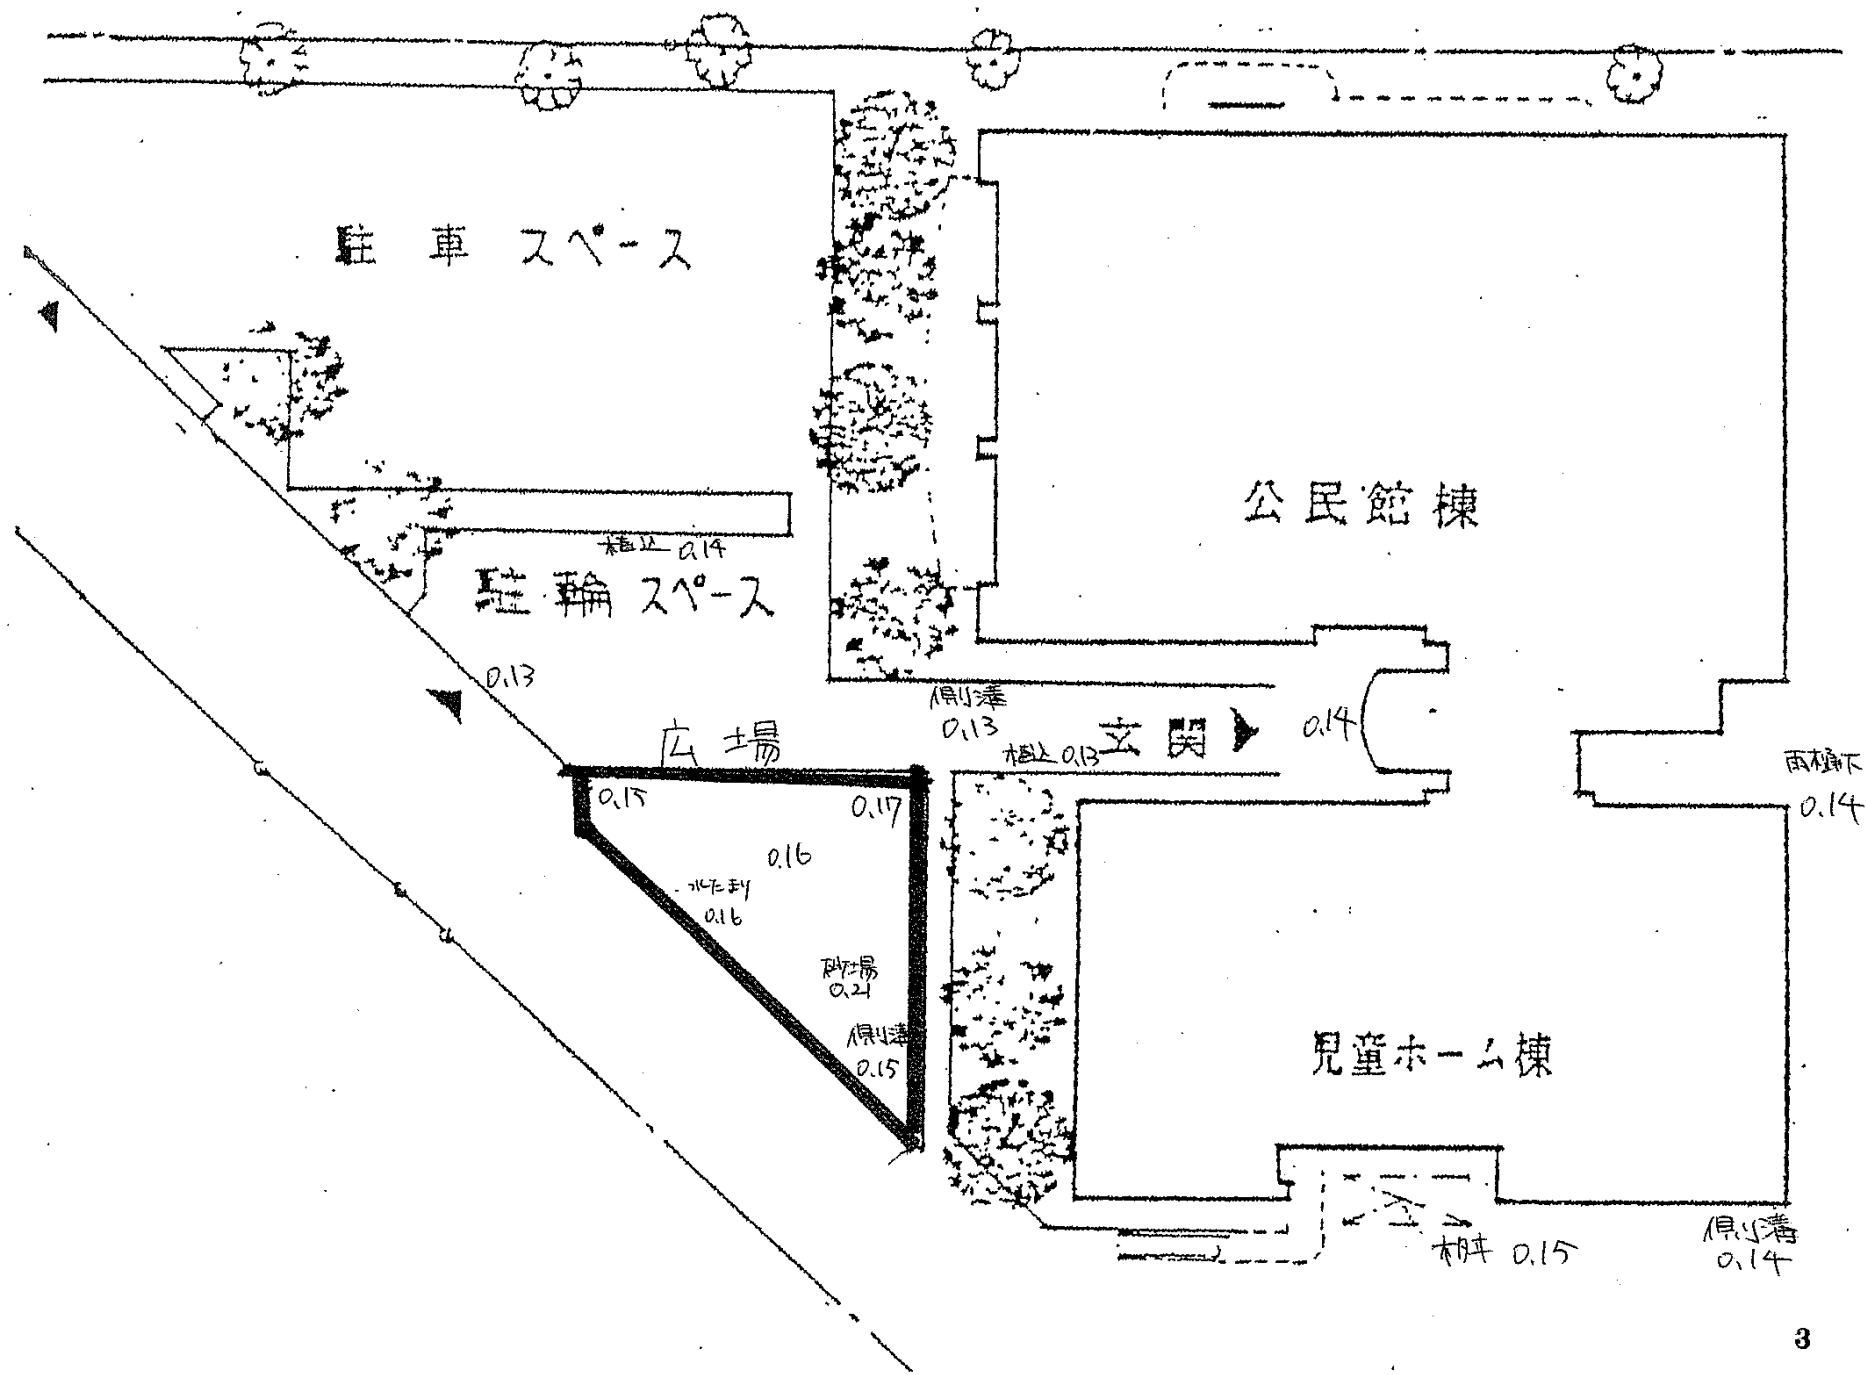 駐車スペース
公民館棟
植込 0.14
駐輪スペース
0.13
側溝
0.13
広場
玄関
0.14
植込 0.13
雨樋下
0.14
0.15
0.17
0.16
水たまり
0.16
砂場
0.21
側溝
0.15
児童ホーム棟
側溝
0.14
棚下 0.15
3